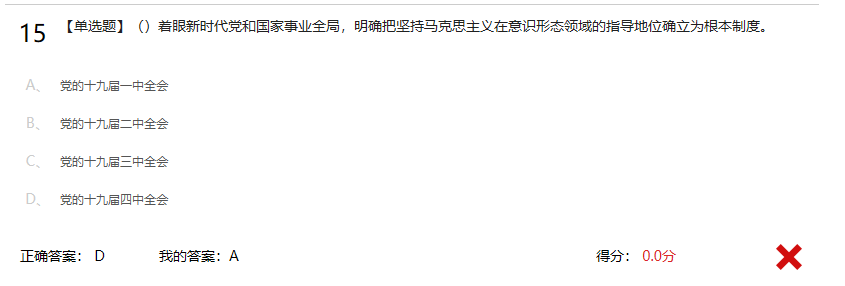 15 【单选题】（）着眼新时代党和国家事业全局，明确把坚持马克思主义在意识形态领域的指导地位确立为根本制度。
A、 党的十九届一中全会
B、 党的十九届二中全会
C、 党的十九届三中全会
D、 党的十九届四中全会
正确答案： D 我的答案：A 得分： 0.0分